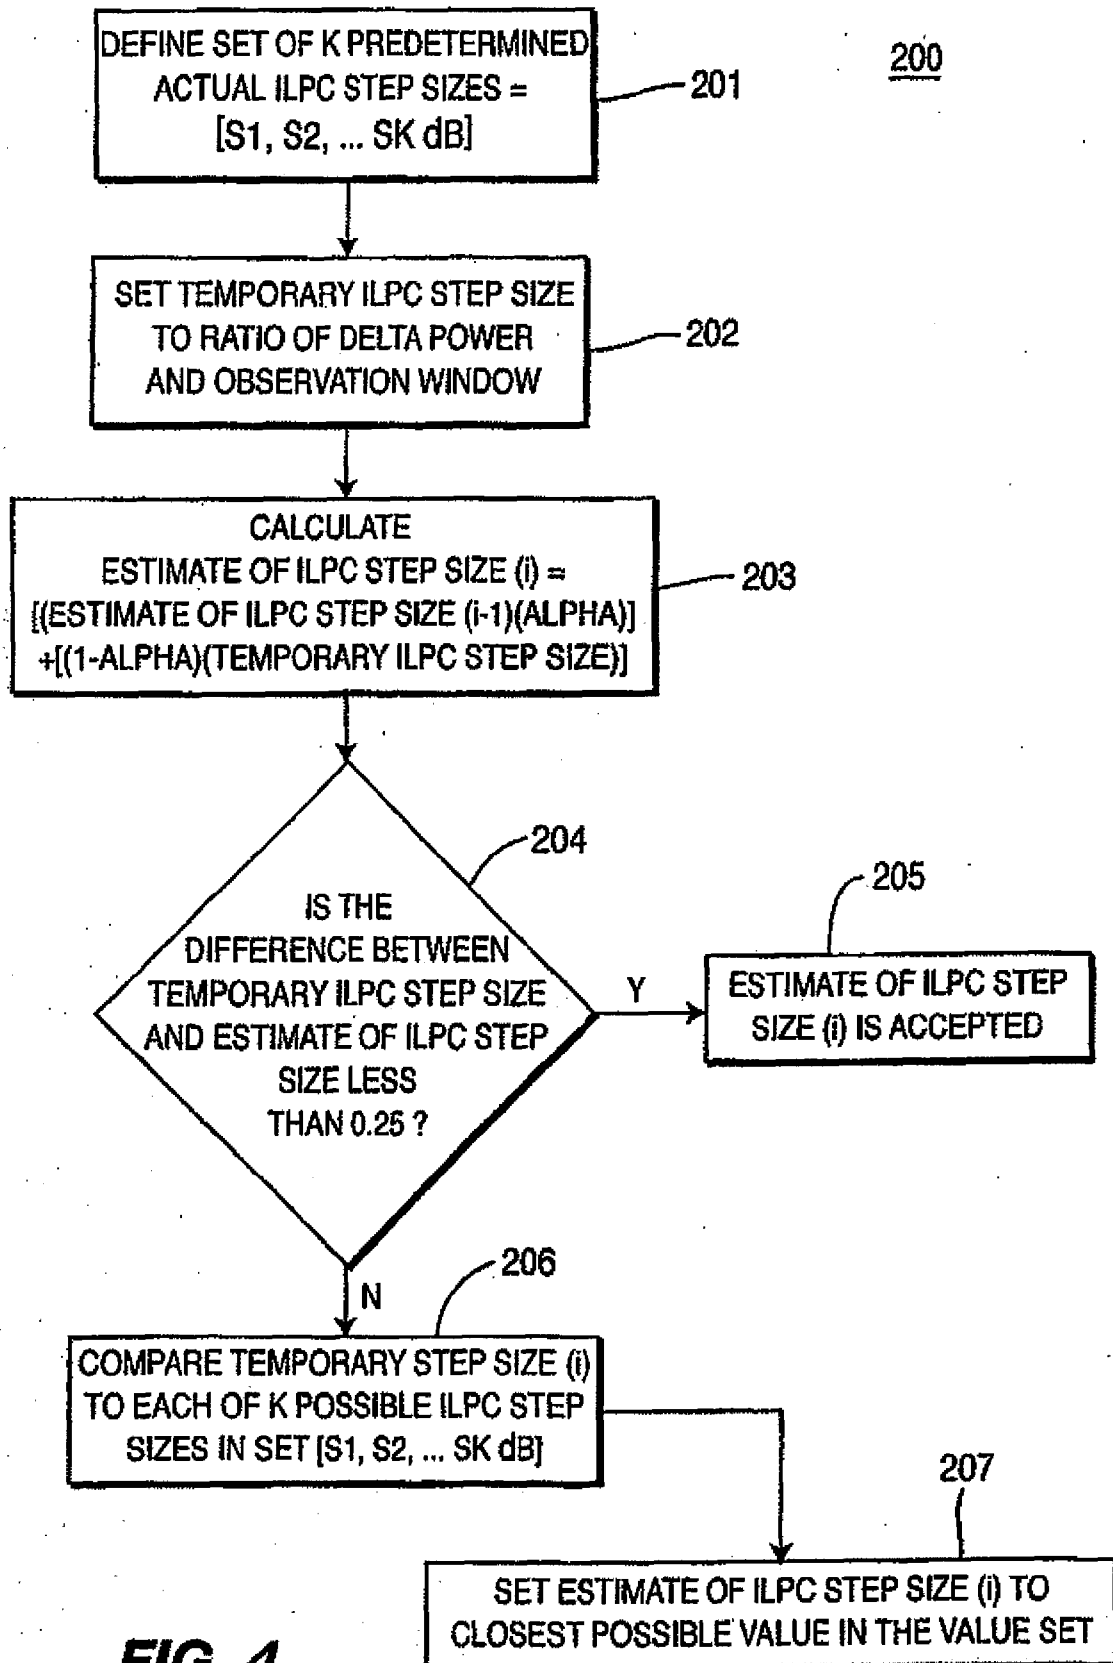 DEFINE SET OF K PREDETERMINED
ACTUAL ILPC STEP SIZES =
[S1, S2, ... SK dB]
200
201
SET TEMPORARY ILPC STEP SIZE
TO RATIO OF DELTA POWER
AND OBSERVATION WINDOW
202
CALCULATE
ESTIMATE OF ILPC STEP SIZE (i) =
[(ESTIMATE OF ILPC STEP SIZE (i-1)(ALPHA)]
+[(1-ALPHA)(TEMPORARY ILPC STEP SIZE)]
203
204
IS THE
DIFFERENCE BETWEEN
TEMPORARY ILPC STEP SIZE
AND ESTIMATE OF ILPC STEP
SIZE LESS
THAN 0.25 ?
Y
205
ESTIMATE OF ILPC STEP
SIZE (i) IS ACCEPTED
N
206
COMPARE TEMPORARY STEP SIZE (i)
TO EACH OF K POSSIBLE ILPC STEP
SIZES IN SET [S1, S2, ... SK dB]
207
SET ESTIMATE OF ILPC STEP SIZE (i) TO
CLOSEST POSSIBLE VALUE IN THE VALUE SET
FIG. 4